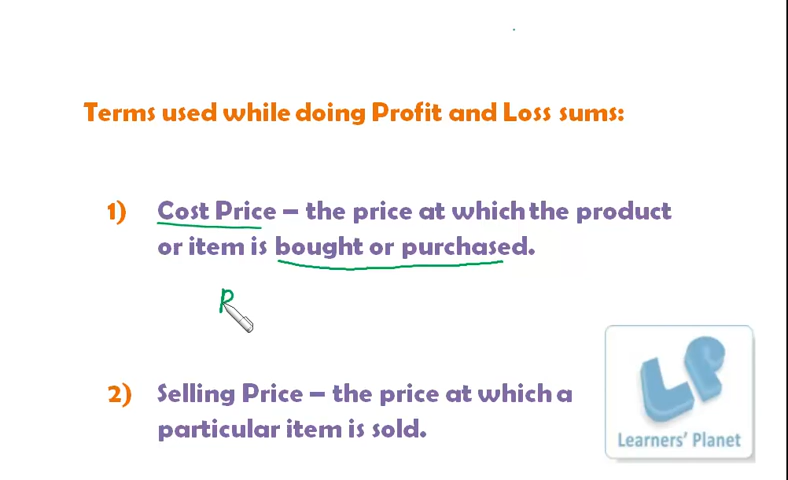 Terms used while doing Profit and Loss sums:
1) Cost Price – the price at which the product
or item is bought or purchased.
R
2) Selling Price – the price at which a
particular item is sold.
LP
Learners' Planet